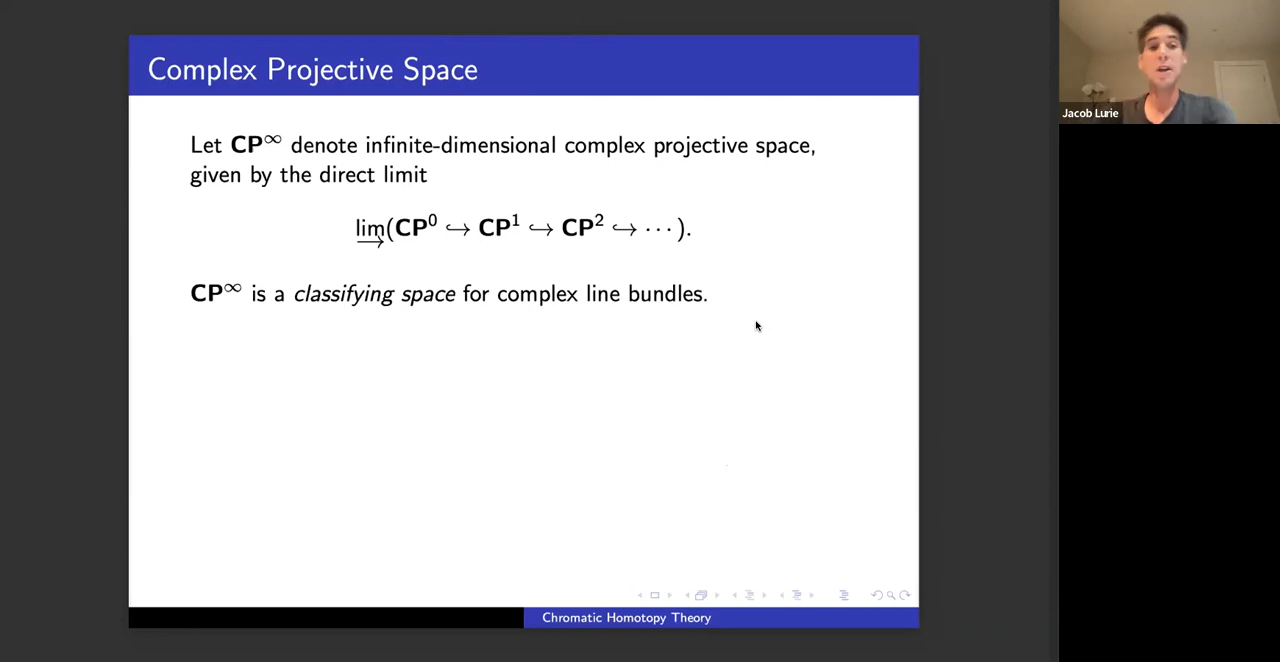 Complex Projective Space
Let CP^∞ denote infinite-dimensional complex projective space,
given by the direct limit
lim→(CP^0 ↪ CP^1 ↪ CP^2 ↪ ⋯).
CP^∞ is a classifying space for complex line bundles.
Chromatic Homotopy Theory
Jacob Lurie